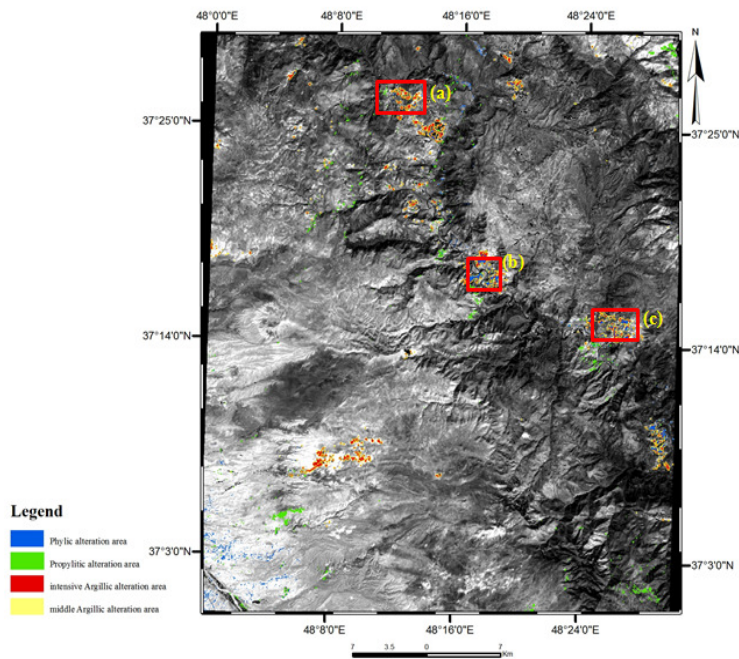 48°0'0"E 48°8'0"E 48°16'0"E 48°24'0"E
N
(a)
37°25'0"N 37°25'0"N
(b)
(c)
37°14'0"N 37°14'0"N
Legend
Phylic alteration area
Propylitic alteration area
intensive Argillic alteration area
middle Argillic alteration area
37°3'0"N 37°3'0"N
48°8'0"E 48°16'0"E 48°24'0"E
7 3.5 0 7
Km